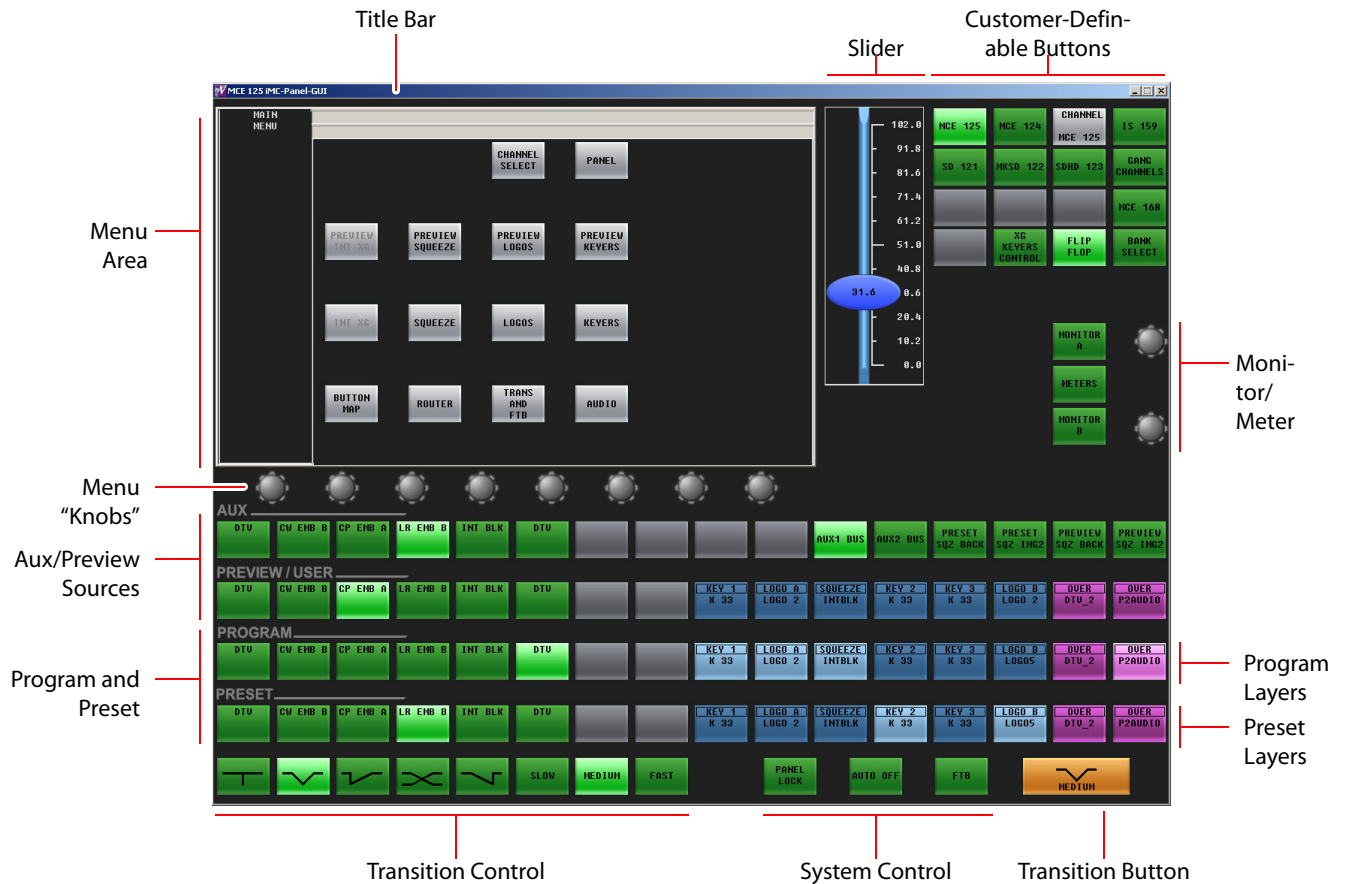 Title Bar
Slider
Customer-Defin-
able Buttons
MCE 125 iMC-Panel-GUI
MAIN
MENU
CHANNEL
SELECT
PANEL
PREVIEW
INT XG
PREVIEW
SQUEEZE
PREVIEW
LOGOS
PREVIEW
KEYERS
INT XG
SQUEEZE
LOGOS
KEYERS
BUTTON
MAP
ROUTER
TRANS
AND
FTB
AUDIO
102.0
91.8
81.6
71.4
61.2
51.0
40.8
31.6
0.6
20.4
10.2
0.0
MCE 125
MCE 124
CHANNEL
MCE 125
IS 159
SD 121
MKSD 122
SDHD 123
GANG
CHANNELS
MCE 168
XG
KEYERS
CONTROL
FLIP
FLOP
BANK
SELECT
MONITOR
A
METERS
MONITOR
B
Menu
Area
Moni-
tor/
Meter
Menu
“Knobs”
Aux/Preview
Sources
Program and
Preset
Program
Layers
Preset
Layers
AUX
DTV
CW EMB B
CP EMB A
LR EMB B
INT BLK
DTV
AUX1 BUS
AUX2 BUS
PRESET
SQZ BACK
PRESET
SQZ IMG2
PREVIEW
SQZ BACK
PREVIEW
SQZ IMG2
PREVIEW / USER
DTV
CW EMB B
CP EMB A
LR EMB B
INT BLK
DTV
KEY 1
K 33
LOGO A
LOGO 2
SQUEEZE
INTBLK
KEY 2
K 33
KEY 3
K 33
LOGO B
LOGO 2
OVER
DTV_2
OVER
P2AUDIO
PROGRAM
DTV
CW EMB B
CP EMB A
LR EMB B
INT BLK
DTV
KEY 1
K 33
LOGO A
LOGO 2
SQUEEZE
INTBLK
KEY 2
K 33
KEY 3
K 33
LOGO B
LOGO5
OVER
DTV_2
OVER
P2AUDIO
PRESET
DTV
CW EMB B
CP EMB A
LR EMB B
INT BLK
DTV
KEY 1
K 33
LOGO A
LOGO 2
SQUEEZE
INTBLK
KEY 2
K 33
KEY 3
K 33
LOGO B
LOGO5
OVER
DTV_2
OVER
P2AUDIO
SLOW
MEDIUM
FAST
PANEL
LOCK
AUTO OFF
FTB
MEDIUM
Transition Control
System Control
Transition Button